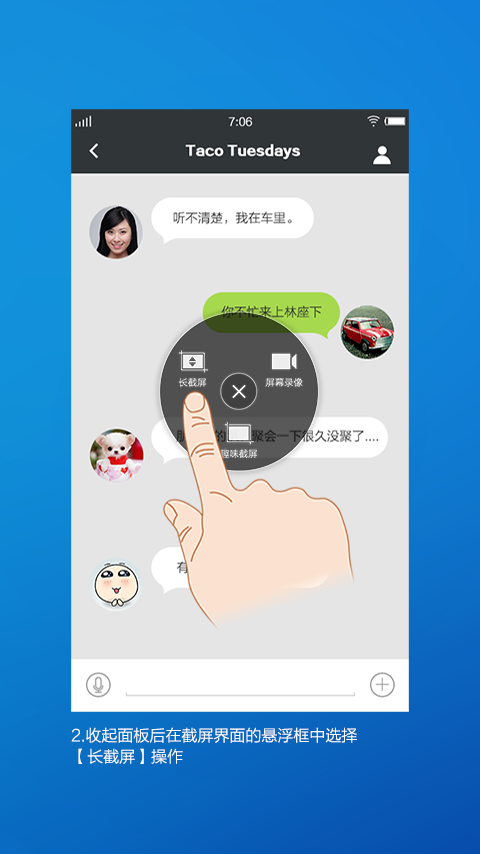 7:06
Taco Tuesdays
听不清楚，我在车里。
你不忙来上林座下
长截屏
屏幕录像
的
聚会一下很久没聚了....
趣味截屏
有
2.收起面板后在截屏界面的悬浮框中选择
【长截屏】操作